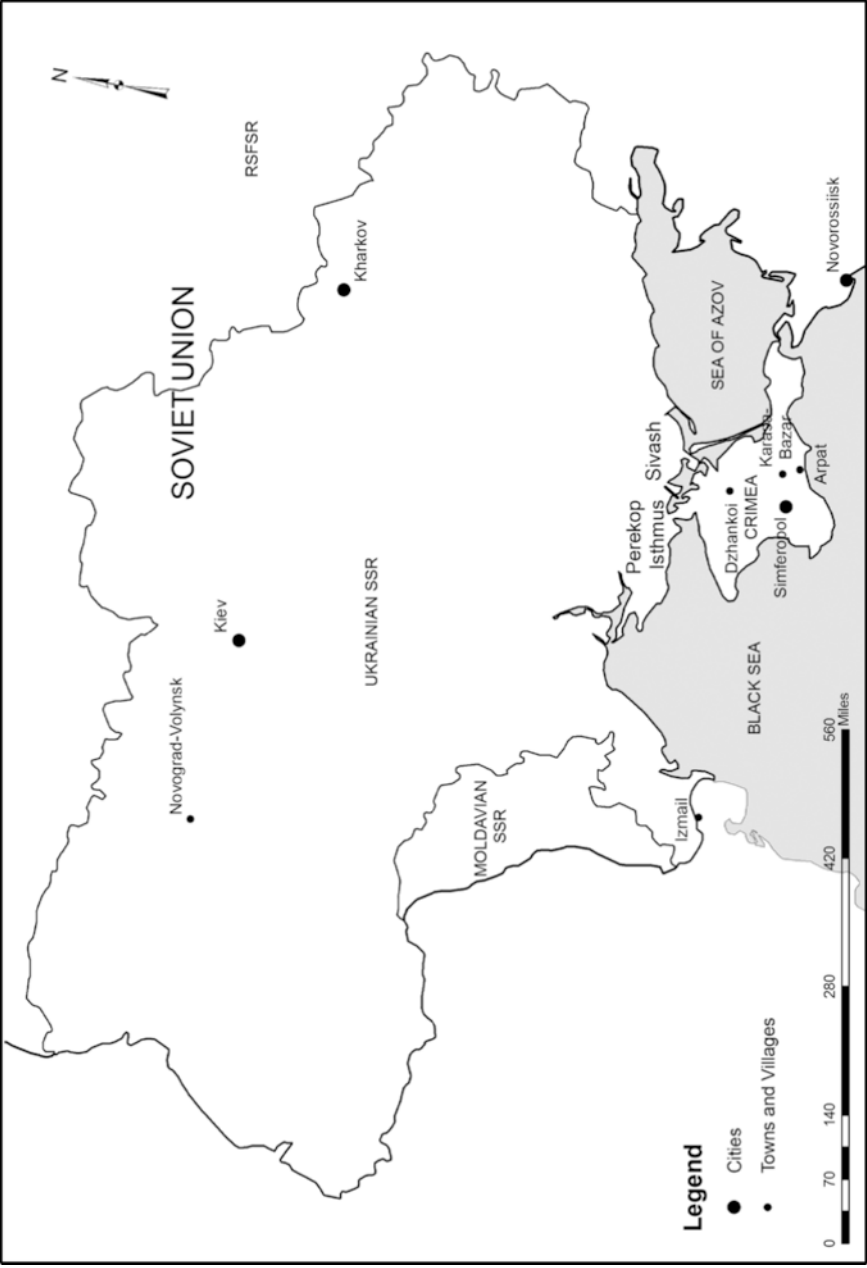 N
RSFSR
SOVIET UNION
Kharkov
Kiev
Novograd-Volynsk
UKRAINIAN SSR
MOLDAVIAN
SSR
Izmail
Perekop
Isthmus
Sivash
SEA OF AZOV
Novorossiisk
Dzhankoi
CRIMEA
Karasu-
Bazar
Simferopol
Arpat
BLACK SEA
Legend
Cities
Towns and Villages
0 70 140 280 420 560
Miles